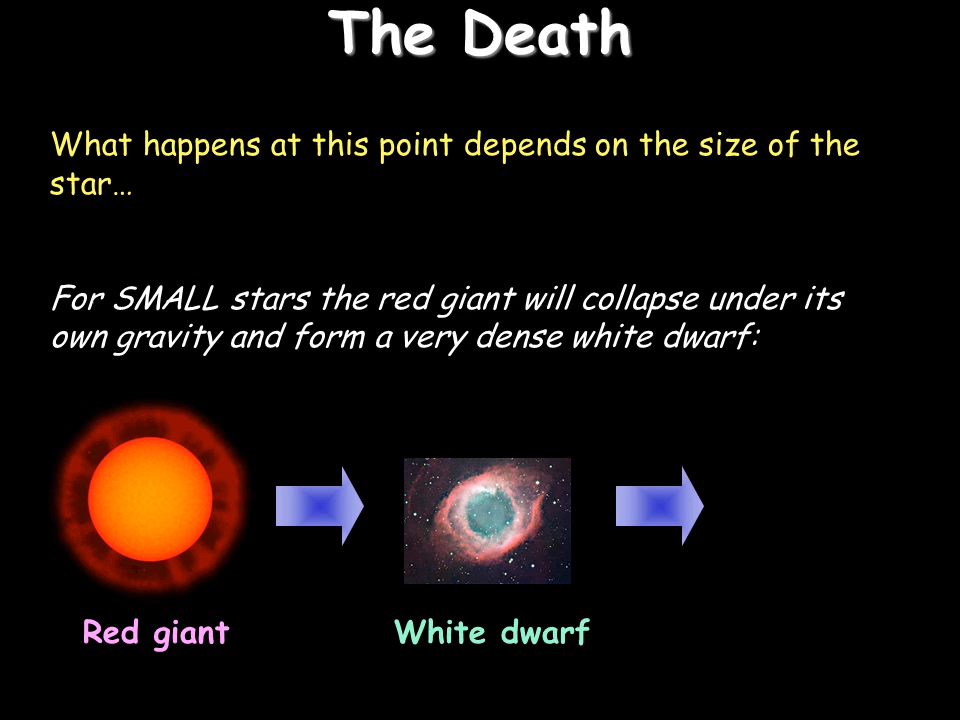 The Death
What happens at this point depends on the size of the
star…
For SMALL stars the red giant will collapse under its
own gravity and form a very dense white dwarf:
Red giant
White dwarf